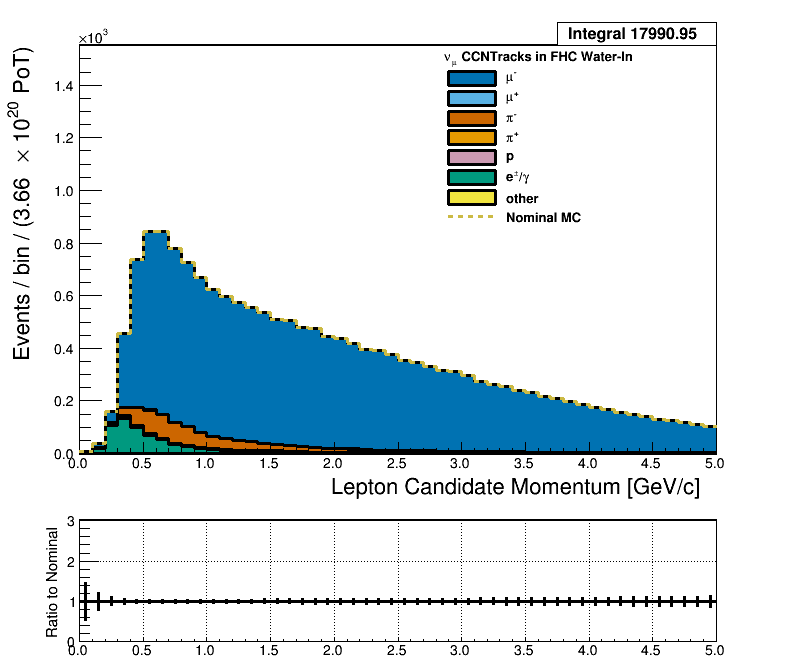 Integral 17990.95
×10³
ν_μ CCNTracks in FHC Water-In
μ⁻
μ⁺
π⁻
π⁺
p
e^±/γ
other
Nominal MC
Events / bin / (3.66 × 10²⁰ PoT)
1.4
1.2
1.0
0.8
0.6
0.4
0.2
0.0
0.0 0.5 1.0 1.5 2.0 2.5 3.0 3.5 4.0 4.5 5.0
Lepton Candidate Momentum [GeV/c]
Ratio to Nominal
3
2
1
0
0.0 0.5 1.0 1.5 2.0 2.5 3.0 3.5 4.0 4.5 5.0